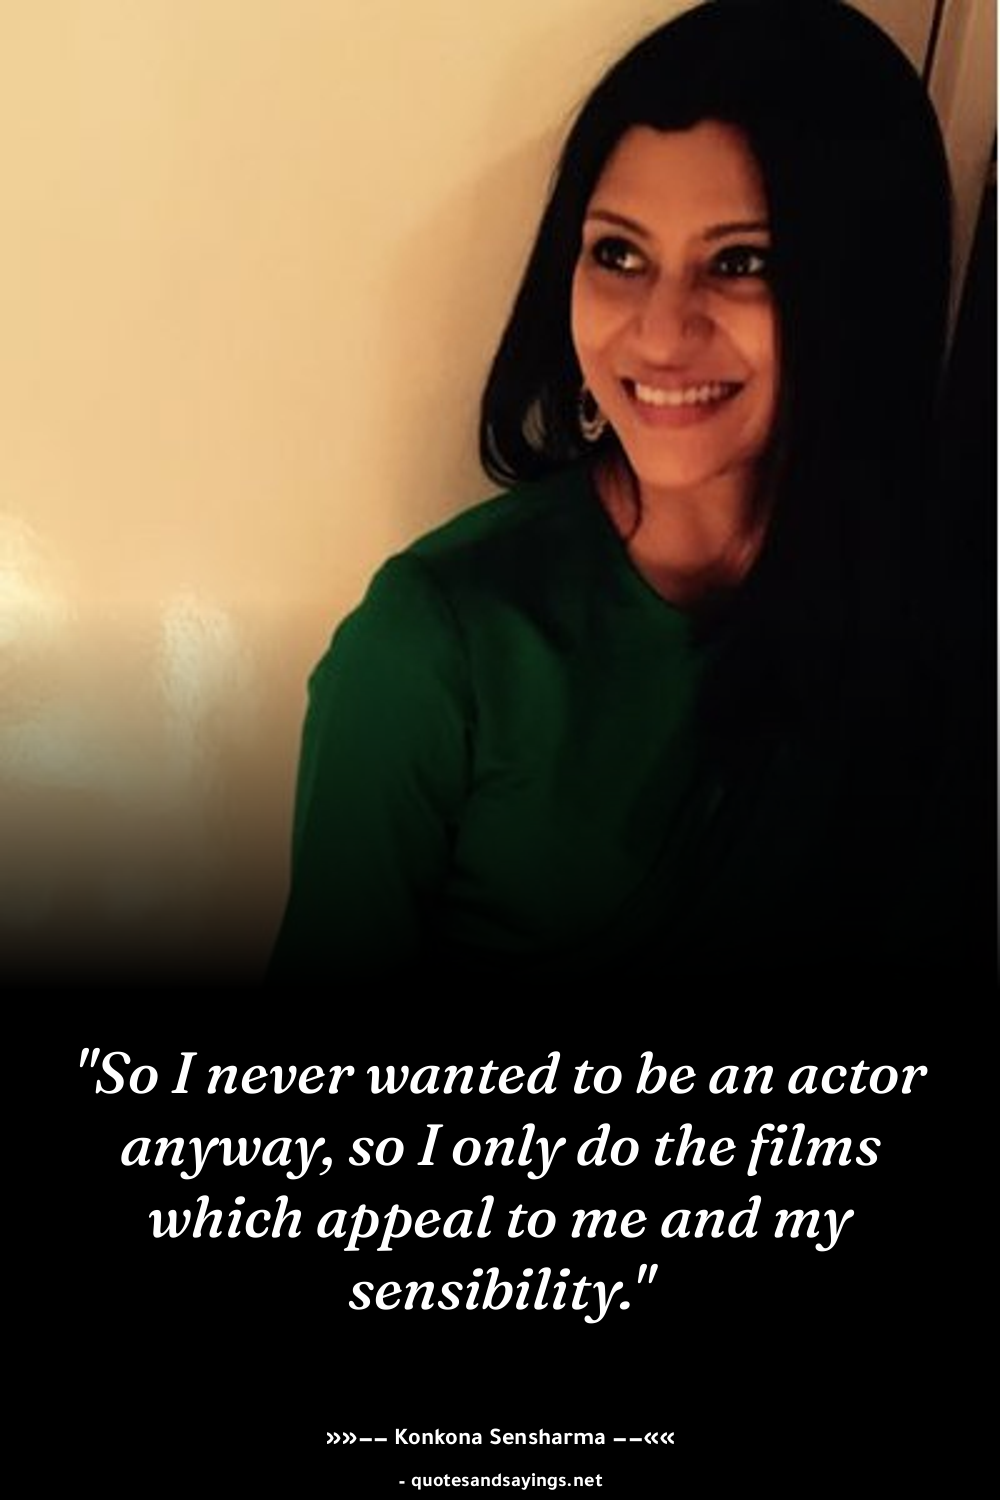 "So I never wanted to be an actor
anyway, so I only do the films
which appeal to me and my
sensibility."
»»–– Konkona Sensharma ––««
- quotesandsayings.net